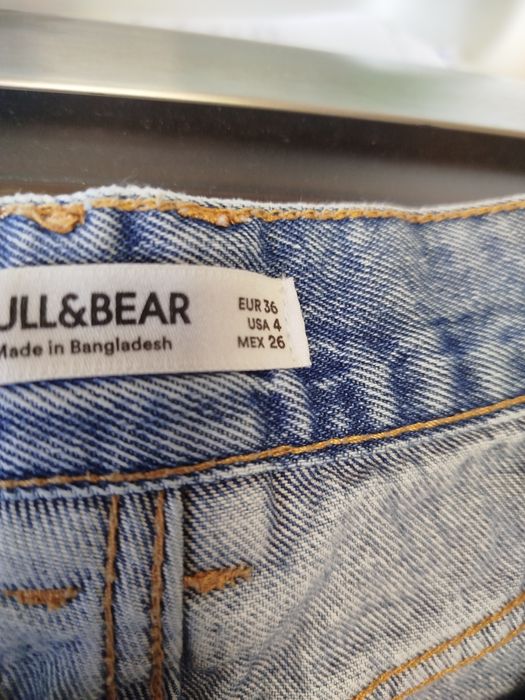 ULL&BEAR
Made in Bangladesh
EUR 36
USA 4
MEX 26